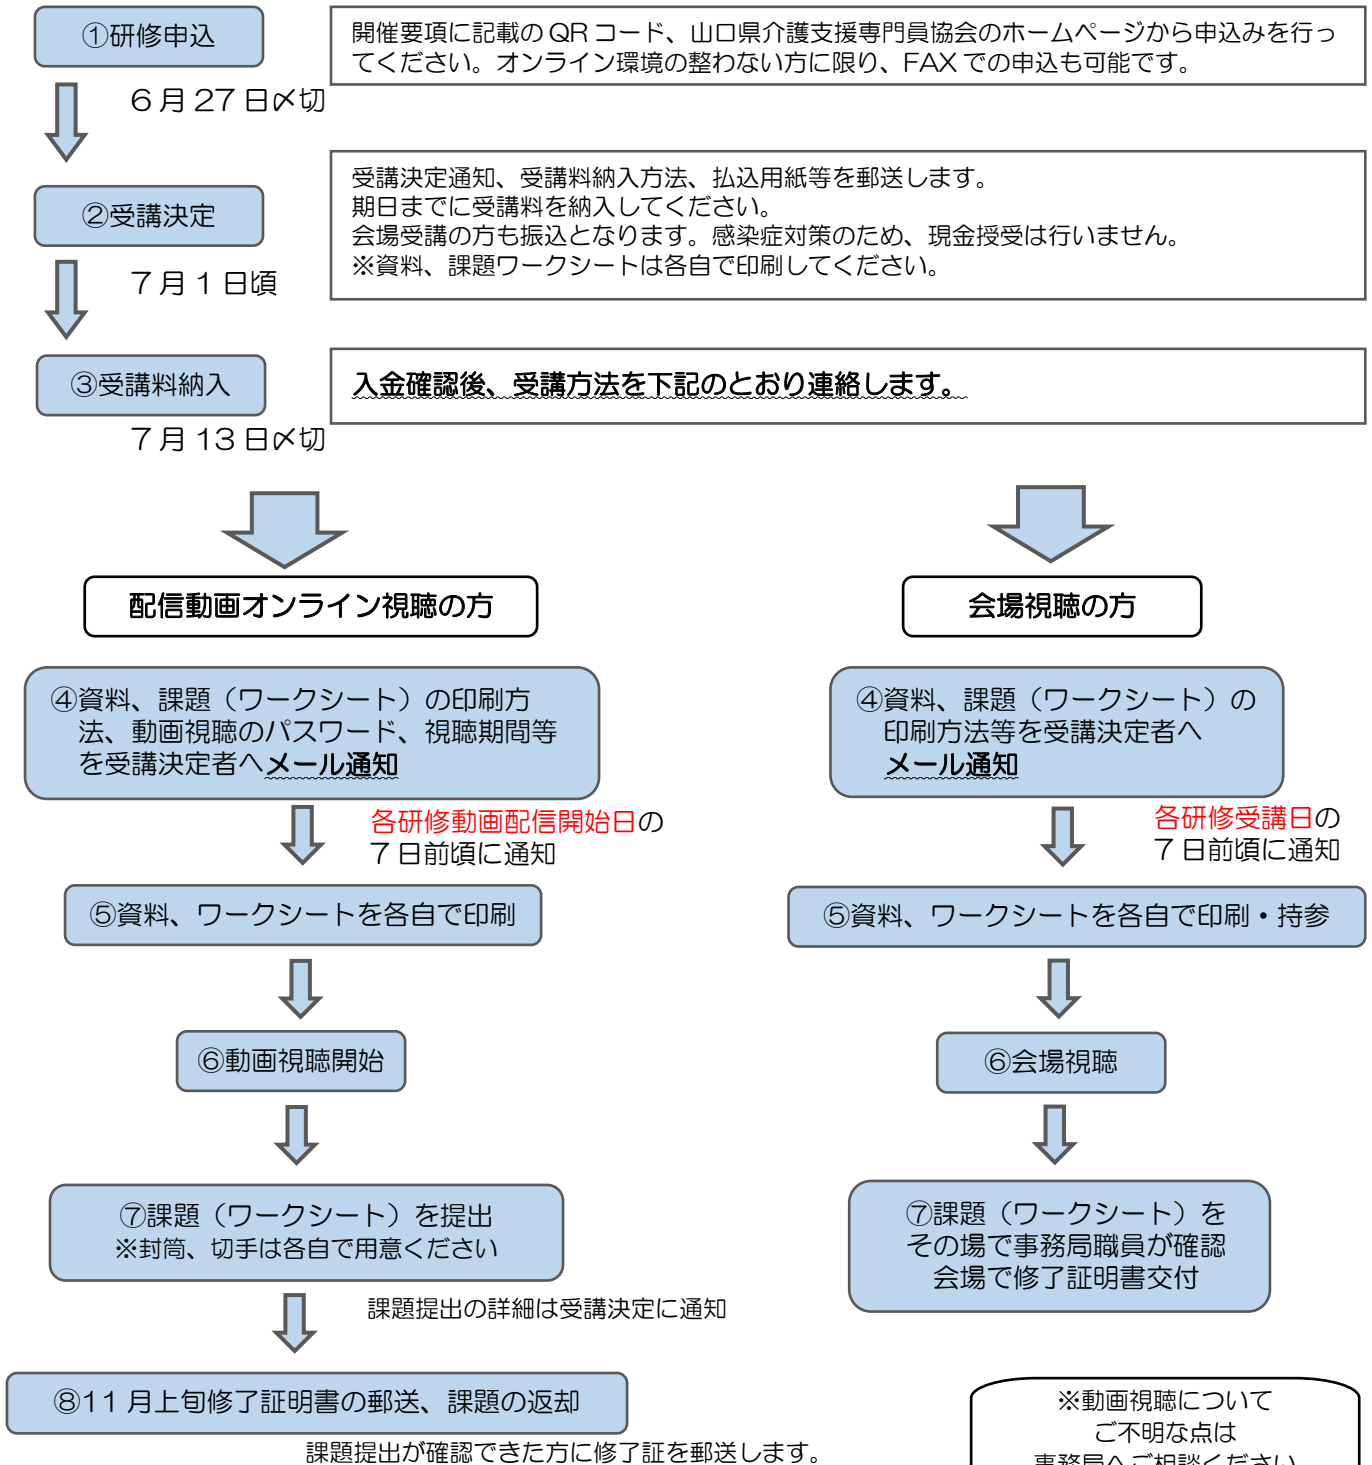 ①研修申込
開催要項に記載の QR コード、山口県介護支援専門員協会のホームページから申込みを行っ
てください。オンライン環境の整わない方に限り、FAX での申込も可能です。
6 月 27 日〆切
②受講決定
受講決定通知、受講料納入方法、払込用紙等を郵送します。
期日までに受講料を納入してください。
会場受講の方も振込となります。感染症対策のため、現金授受は行いません。
※資料、課題ワークシートは各自で印刷してください。
7 月 1 日頃
③受講料納入
入金確認後、受講方法を下記のとおり連絡します。
7 月 13 日〆切
配信動画オンライン視聴の方
④資料、課題（ワークシート）の印刷方
法、動画視聴のパスワード、視聴期間等
を受講決定者へメール通知
各研修動画配信開始日の
7 日前頃に通知
⑤資料、ワークシートを各自で印刷
⑥動画視聴開始
⑦課題（ワークシート）を提出
※封筒、切手は各自で用意ください
課題提出の詳細は受講決定に通知
⑧11 月上旬修了証明書の郵送、課題の返却
課題提出が確認できた方に修了証を郵送します。
会場視聴の方
④資料、課題（ワークシート）の
印刷方法等を受講決定者へ
メール通知
各研修受講日の
7 日前頃に通知
⑤資料、ワークシートを各自で印刷・持参
⑥会場視聴
⑦課題（ワークシート）を
その場で事務局職員が確認
会場で修了証明書交付
※動画視聴について
ご不明な点は
事務局へご相談ください